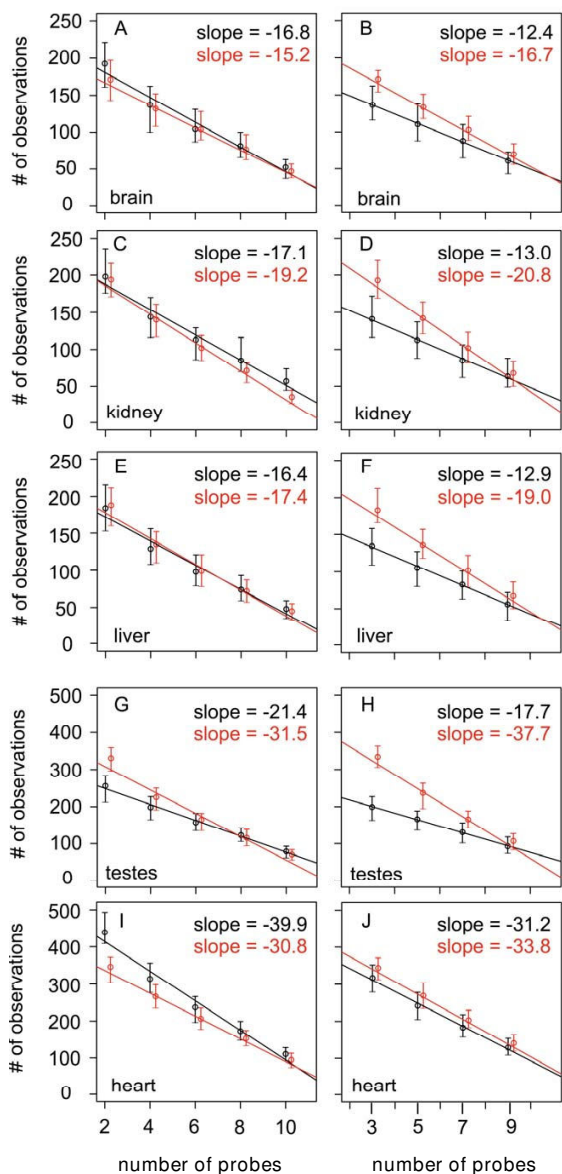 A
slope = -16.8
slope = -15.2
brain
# of observations
250
200
150
100
50
0
B
slope = -12.4
slope = -16.7
brain
C
slope = -17.1
slope = -19.2
kidney
# of observations
250
200
150
100
50
0
D
slope = -13.0
slope = -20.8
kidney
E
slope = -16.4
slope = -17.4
liver
# of observations
250
200
150
100
50
0
F
slope = -12.9
slope = -19.0
liver
G
slope = -21.4
slope = -31.5
testes
# of observations
500
400
300
200
100
0
H
slope = -17.7
slope = -37.7
testes
I
slope = -39.9
slope = -30.8
heart
# of observations
500
400
300
200
100
0
J
slope = -31.2
slope = -33.8
heart
2 4 6 8 10
3 5 7 9
number of probes
number of probes